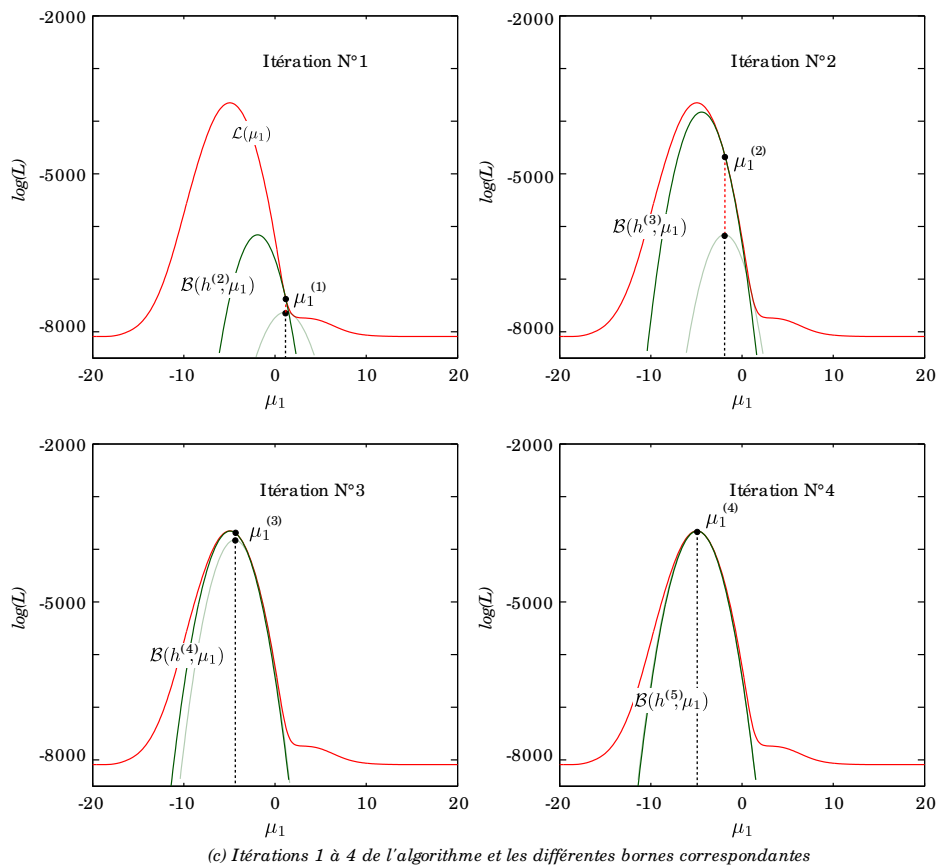 -2000
Itération N°1
log(L)
ℒ(μ₁)
-5000
ℬ(h⁽²⁾, μ₁)
μ₁⁽¹⁾
-8000
-20 -10 0 10 20
μ₁
-2000
Itération N°2
log(L)
-5000
μ₁⁽²⁾
ℬ(h⁽³⁾, μ₁)
-8000
-20 -10 0 10 20
μ₁
-2000
Itération N°3
μ₁⁽³⁾
log(L)
-5000
ℬ(h⁽⁴⁾, μ₁)
-8000
-20 -10 0 10 20
μ₁
-2000
Itération N°4
μ₁⁽⁴⁾
log(L)
-5000
ℬ(h⁽⁵⁾, μ₁)
-8000
-20 -10 0 10 20
μ₁
(c) Itérations 1 à 4 de l'algorithme et les différentes bornes correspondantes